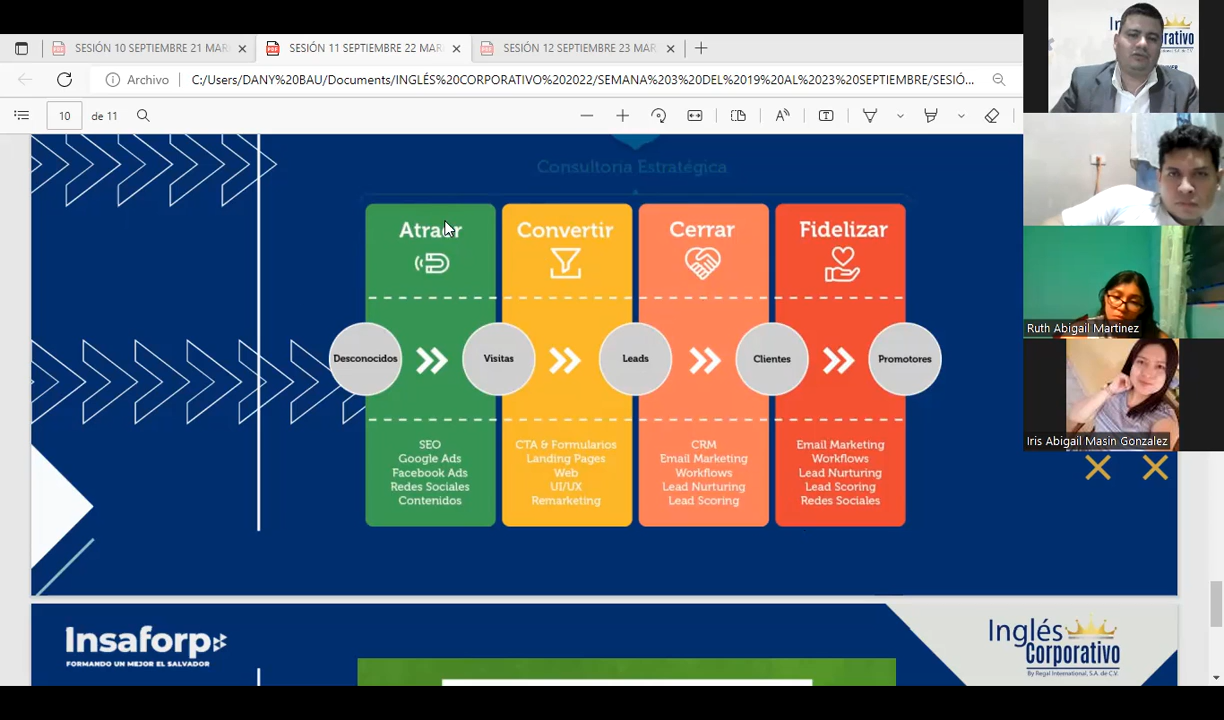 SESIÓN 10 SEPTIEMBRE 21 MAR
SESIÓN 11 SEPTIEMBRE 22 MAR
SESIÓN 12 SEPTIEMBRE 23 MAR
Archivo
C:/Users/DANY%20BAU/Documents/INGLÉS%20CORPORATIVO%202022/SEMANA%203%20DEL%2019%20AL%2023%20SEPTIEMBRE/SESIÓ...
10
de 11
Consultoria Estratégica
Atraer
Convertir
Cerrar
Fidelizar
Desconocidos
Visitas
Leads
Clientes
Promotores
SEO
Google Ads
Facebook Ads
Redes Sociales
Contenidos
CTA & Formularios
Landing Pages
Web
UI/UX
Remarketing
CRM
Email Marketing
Workflows
Lead Nurturing
Lead Scoring
Email Marketing
Workflows
Lead Nurturing
Lead Scoring
Redes Sociales
Insaforp
FORMANDO UN MEJOR EL SALVADOR
Inglés
Corporativo
By Regal International, S.A. de C.V.
Ruth Abigail Martinez
Iris Abigail Masin Gonzalez